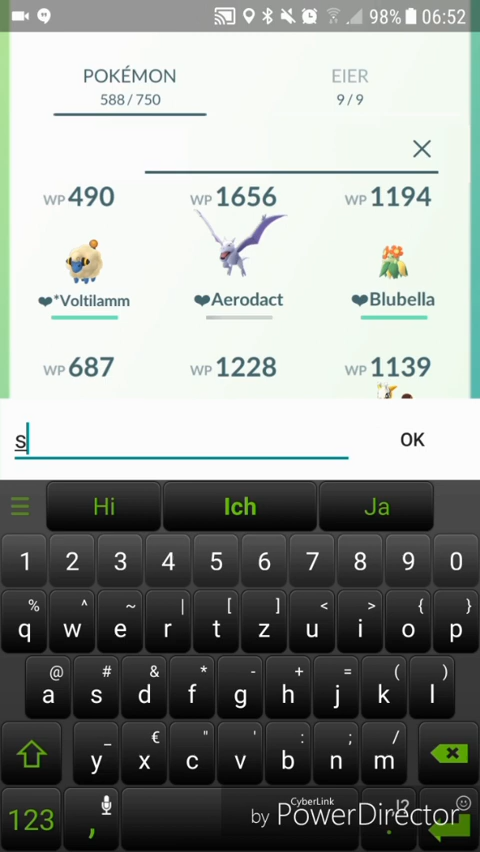 98% 06:52
POKÉMON EIER
588 / 750 9 / 9
WP 490 WP 1656 WP 1194
*Voltilamm Aerodact Blubella
WP 687 WP 1228 WP 1139
s OK
Hi Ich Ja
1 2 3 4 5 6 7 8 9 0
% ^ ~ | [ ] < > { }
q w e r t z u i o p
@ # & * - + = ( )
a s d f g h j k l
_ € " ' : ; /
y x c v b n m
123 , by CyberLink PowerDirector . !?